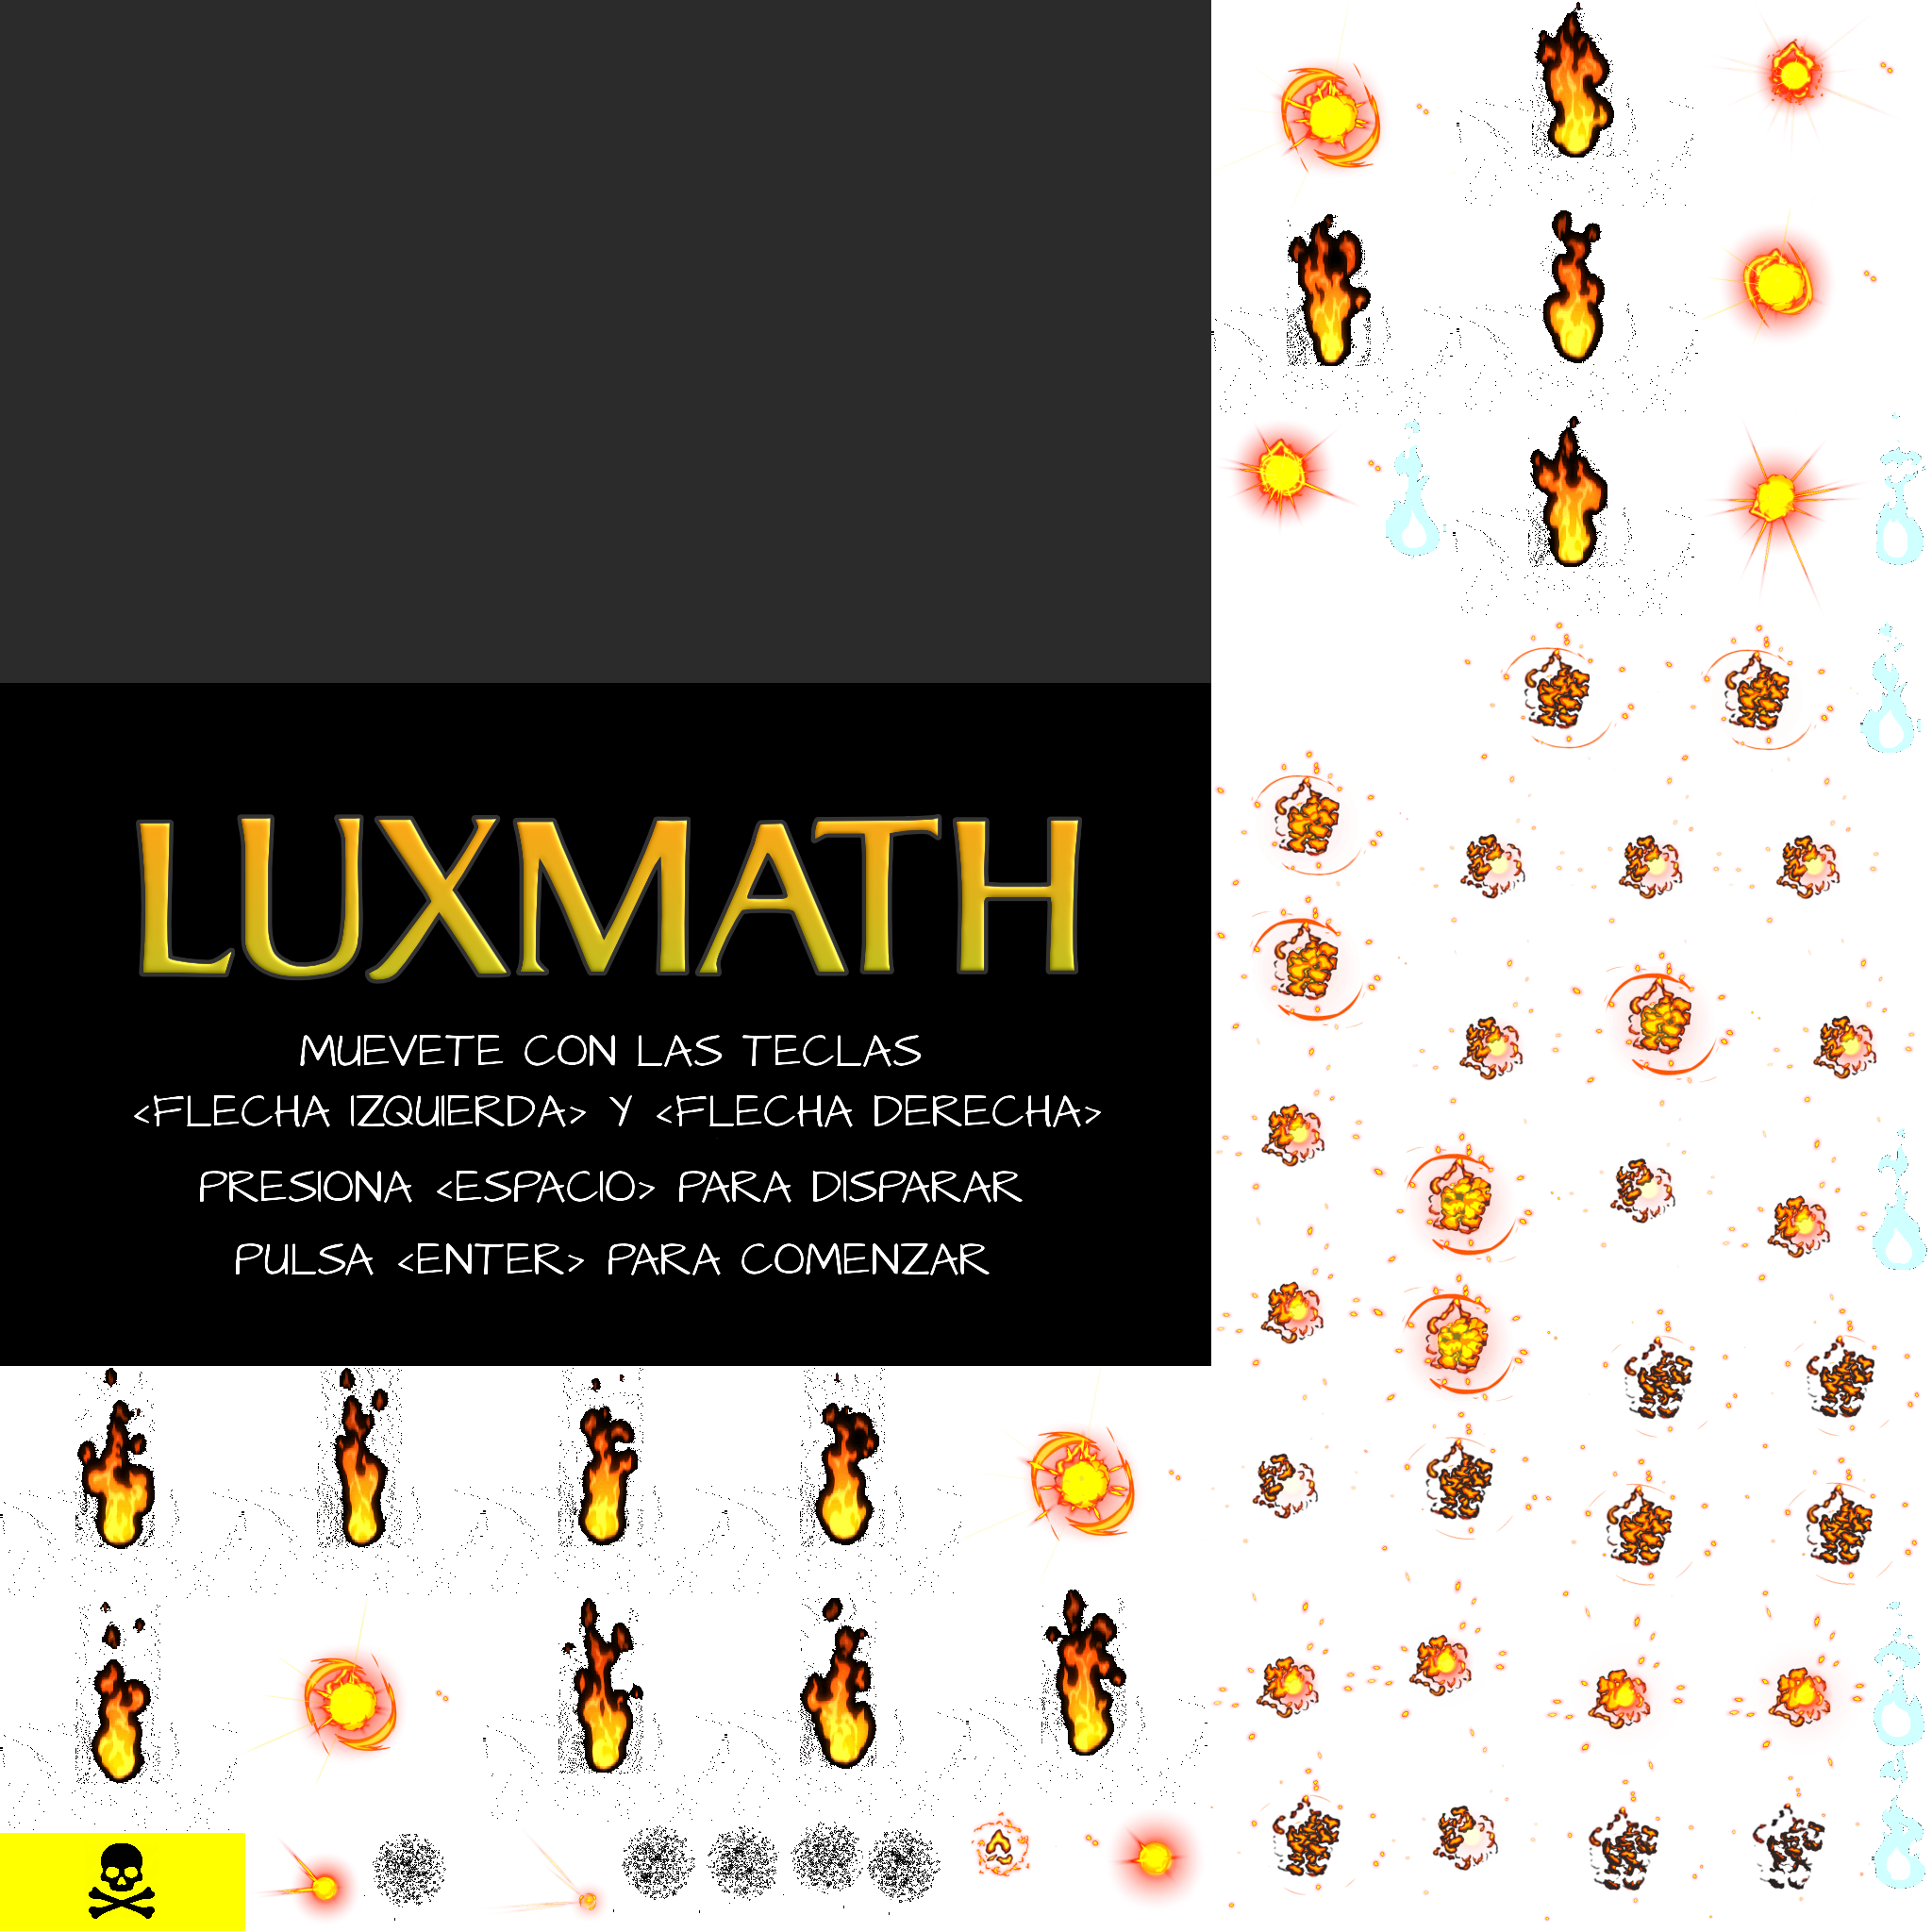 LUXMATH
MUEVETE CON LAS TECLAS
<FLECHA IZQUIERDA> Y <FLECHA DERECHA>
PRESIONA <ESPACIO> PARA DISPARAR
PULSA <ENTER> PARA COMENZAR